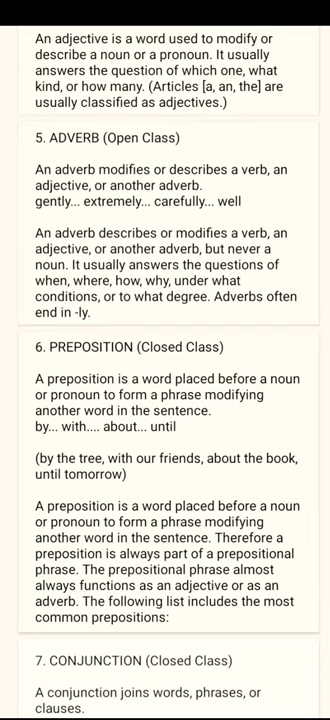 An adjective is a word used to modify or
describe a noun or a pronoun. It usually
answers the question of which one, what
kind, or how many. (Articles [a, an, the] are
usually classified as adjectives.)
5. ADVERB (Open Class)
An adverb modifies or describes a verb, an
adjective, or another adverb.
gently... extremely... carefully... well
An adverb describes or modifies a verb, an
adjective, or another adverb, but never a
noun. It usually answers the questions of
when, where, how, why, under what
conditions, or to what degree. Adverbs often
end in -ly.
6. PREPOSITION (Closed Class)
A preposition is a word placed before a noun
or pronoun to form a phrase modifying
another word in the sentence.
by... with.... about... until
(by the tree, with our friends, about the book,
until tomorrow)
A preposition is a word placed before a noun
or pronoun to form a phrase modifying
another word in the sentence. Therefore a
preposition is always part of a prepositional
phrase. The prepositional phrase almost
always functions as an adjective or as an
adverb. The following list includes the most
common prepositions:
7. CONJUNCTION (Closed Class)
A conjunction joins words, phrases, or
clauses.